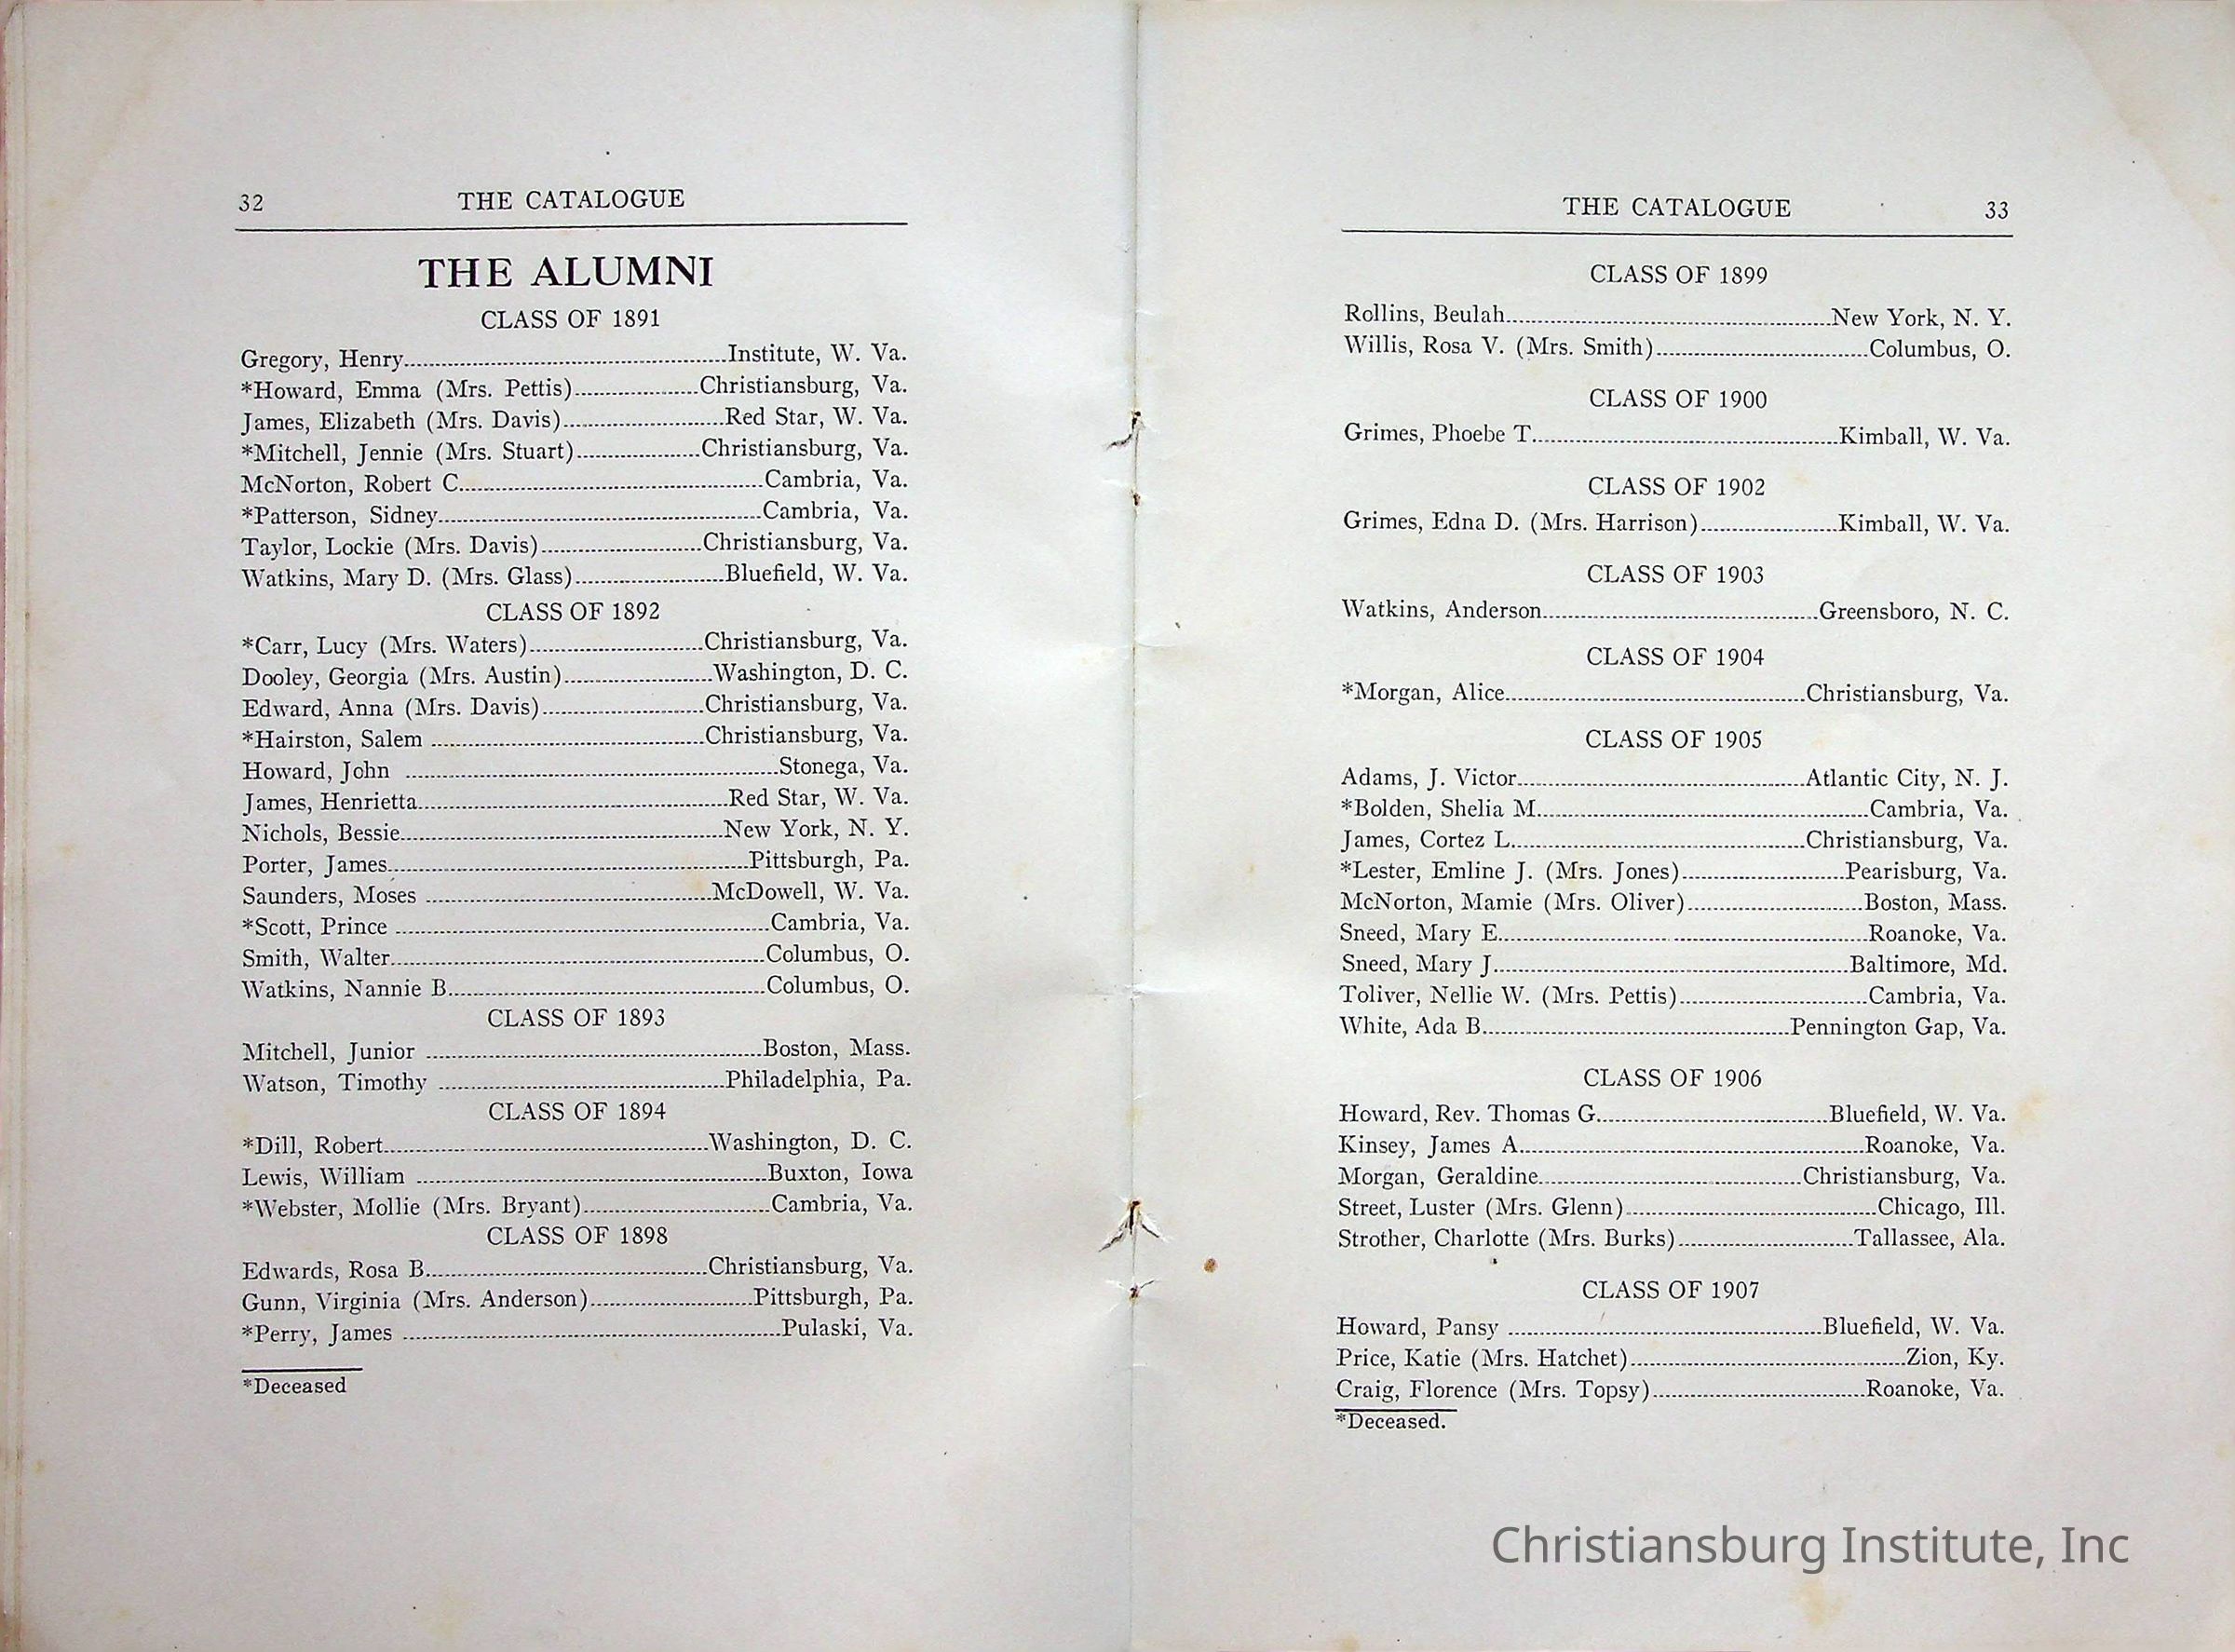 32 THE CATALOGUE
THE ALUMNI
CLASS OF 1891
Gregory, Henry Institute, W. Va.
*Howard, Emma (Mrs. Pettis) Christiansburg, Va.
James, Elizabeth (Mrs. Davis) Red Star, W. Va.
*Mitchell, Jennie (Mrs. Stuart) Christiansburg, Va.
McNorton, Robert C. Cambria, Va.
*Patterson, Sidney Cambria, Va.
Taylor, Lockie (Mrs. Davis) Christiansburg, Va.
Watkins, Mary D. (Mrs. Glass) Bluefield, W. Va.
CLASS OF 1892
*Carr, Lucy (Mrs. Waters) Christiansburg, Va.
Dooley, Georgia (Mrs. Austin) Washington, D. C.
Edward, Anna (Mrs. Davis) Christiansburg, Va.
*Hairston, Salem Christiansburg, Va.
Howard, John Stonega, Va.
James, Henrietta Red Star, W. Va.
Nichols, Bessie New York, N. Y.
Porter, James Pittsburgh, Pa.
Saunders, Moses McDowell, W. Va.
*Scott, Prince Cambria, Va.
Smith, Walter Columbus, O.
Watkins, Nannie B. Columbus, O.
CLASS OF 1893
Mitchell, Junior Boston, Mass.
Watson, Timothy Philadelphia, Pa.
CLASS OF 1894
*Dill, Robert Washington, D. C.
Lewis, William Buxton, Iowa
*Webster, Mollie (Mrs. Bryant) Cambria, Va.
CLASS OF 1898
Edwards, Rosa B. Christiansburg, Va.
Gunn, Virginia (Mrs. Anderson) Pittsburgh, Pa.
*Perry, James Pulaski, Va.
*Deceased
THE CATALOGUE 33
CLASS OF 1899
Rollins, Beulah New York, N. Y.
Willis, Rosa V. (Mrs. Smith) Columbus, O.
CLASS OF 1900
Grimes, Phoebe T. Kimball, W. Va.
CLASS OF 1902
Grimes, Edna D. (Mrs. Harrison) Kimball, W. Va.
CLASS OF 1903
Watkins, Anderson Greensboro, N. C.
CLASS OF 1904
*Morgan, Alice Christiansburg, Va.
CLASS OF 1905
Adams, J. Victor Atlantic City, N. J.
*Bolden, Shelia M. Cambria, Va.
James, Cortez L. Christiansburg, Va.
*Lester, Emline J. (Mrs. Jones) Pearisburg, Va.
McNorton, Mamie (Mrs. Oliver) Boston, Mass.
Sneed, Mary E. Roanoke, Va.
Sneed, Mary J. Baltimore, Md.
Toliver, Nellie W. (Mrs. Pettis) Cambria, Va.
White, Ada B. Pennington Gap, Va.
CLASS OF 1906
Howard, Rev. Thomas G. Bluefield, W. Va.
Kinsey, James A. Roanoke, Va.
Morgan, Geraldine Christiansburg, Va.
Street, Luster (Mrs. Glenn) Chicago, Ill.
Strother, Charlotte (Mrs. Burks) Tallassee, Ala.
CLASS OF 1907
Howard, Pansy Bluefield, W. Va.
Price, Katie (Mrs. Hatchet) Zion, Ky.
Craig, Florence (Mrs. Topsy) Roanoke, Va.
*Deceased.
Christiansburg Institute, Inc